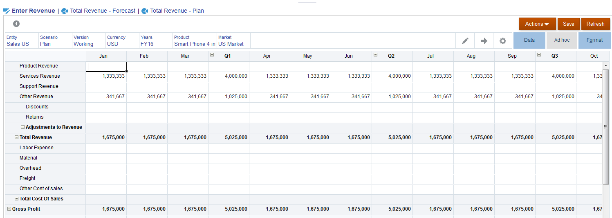 Enter Revenue | Total Revenue - Forecast | Total Revenue - Plan
Actions Save Refresh
Entity Scenario Version Currency Years Product Market
Sales US Plan Working USD FY15 Smart Phone 4 in US Market
Data Ad hoc Format
Jan Feb Mar Q1 Apr May Jun Q2 Jul Aug Sep Q3 Oct
Product Revenue
Services Revenue 1,333,333 1,333,333 1,333,333 4,000,000 1,333,333 1,333,333 1,333,333 4,000,000 1,333,333 1,333,333 1,333,333 4,000,000 1,33
Support Revenue
Other Revenue 341,667 341,667 341,667 1,025,000 341,667 341,667 341,667 1,025,000 341,667 341,667 341,667 1,025,000 34
Discounts
Returns
Adjustments to Revenue
Total Revenue 1,675,000 1,675,000 1,675,000 5,025,000 1,675,000 1,675,000 1,675,000 5,025,000 1,675,000 1,675,000 1,675,000 5,025,000 1,67
Labor Expense
Material
Overhead
Freight
Other Cost of sales
Total Cost Of Sales
Gross Profit 1,675,000 1,675,000 1,675,000 5,025,000 1,675,000 1,675,000 1,675,000 5,025,000 1,675,000 1,675,000 1,675,000 5,025,000 1,67